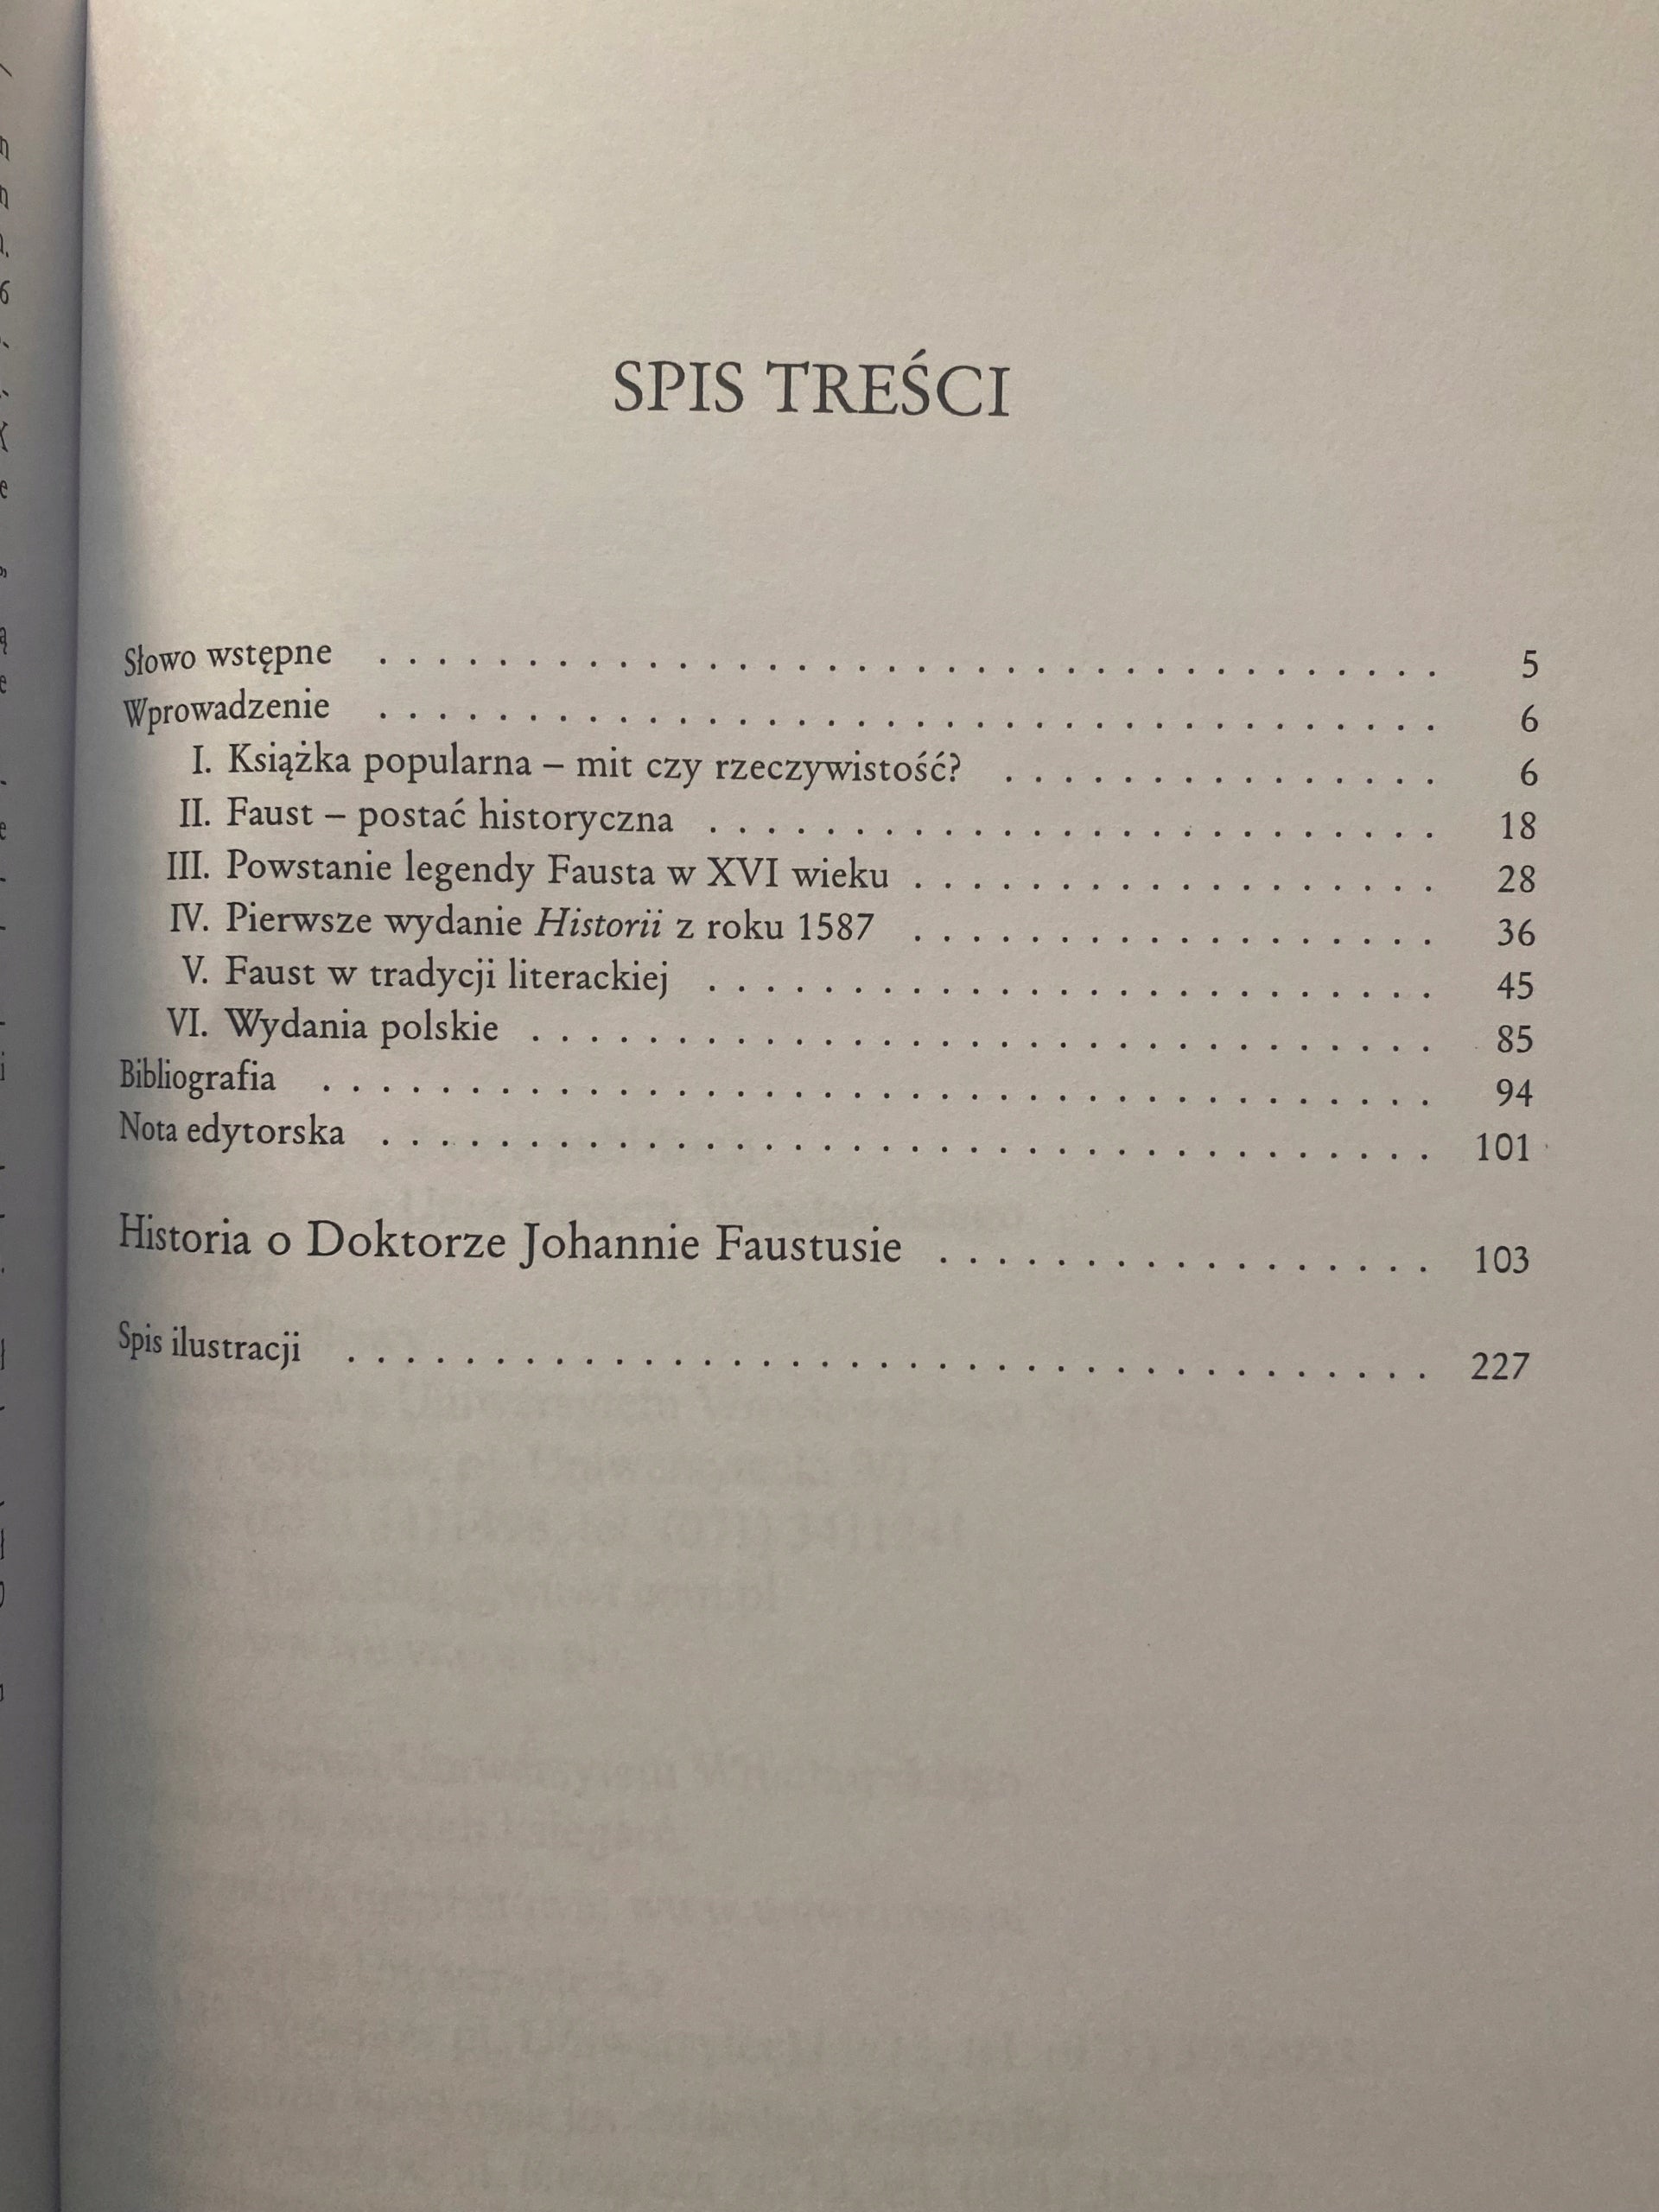 SPIS TREŚCI
Słowo wstępne . . . . . . . . . . . . . . . . . . . . . . . . . . . . . . . . . . . . 5
Wprowadzenie . . . . . . . . . . . . . . . . . . . . . . . . . . . . . . . . . . . . 6
I. Książka popularna – mit czy rzeczywistość? . . . . . . . . . . . . . . . 6
II. Faust – postać historyczna . . . . . . . . . . . . . . . . . . . . . . . . . 18
III. Powstanie legendy Fausta w XVI wieku . . . . . . . . . . . . . . . . . . 28
IV. Pierwsze wydanie Historii z roku 1587 . . . . . . . . . . . . . . . . . . 36
V. Faust w tradycji literackiej . . . . . . . . . . . . . . . . . . . . . . . . . 45
VI. Wydania polskie . . . . . . . . . . . . . . . . . . . . . . . . . . . . . . . 85
Bibliografia . . . . . . . . . . . . . . . . . . . . . . . . . . . . . . . . . . . . . . 94
Nota edytorska . . . . . . . . . . . . . . . . . . . . . . . . . . . . . . . . . . . . 101
Historia o Doktorze Johannie Faustusie . . . . . . . . . . . . . . . . . 103
Spis ilustracji . . . . . . . . . . . . . . . . . . . . . . . . . . . . . . . . . . . . . 227